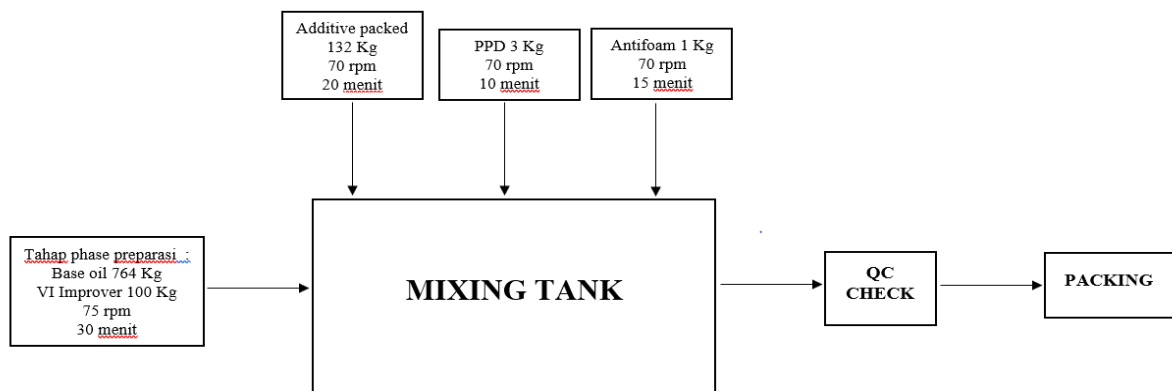 Additive packed
132 Kg
70 rpm
20 menit
PPD 3 Kg
70 rpm
10 menit
Antifoam 1 Kg
70 rpm
15 menit
Tahap phase preparasi :
Base oil 764 Kg
VI Improver 100 Kg
75 rpm
30 menit
MIXING TANK
QC
CHECK
PACKING